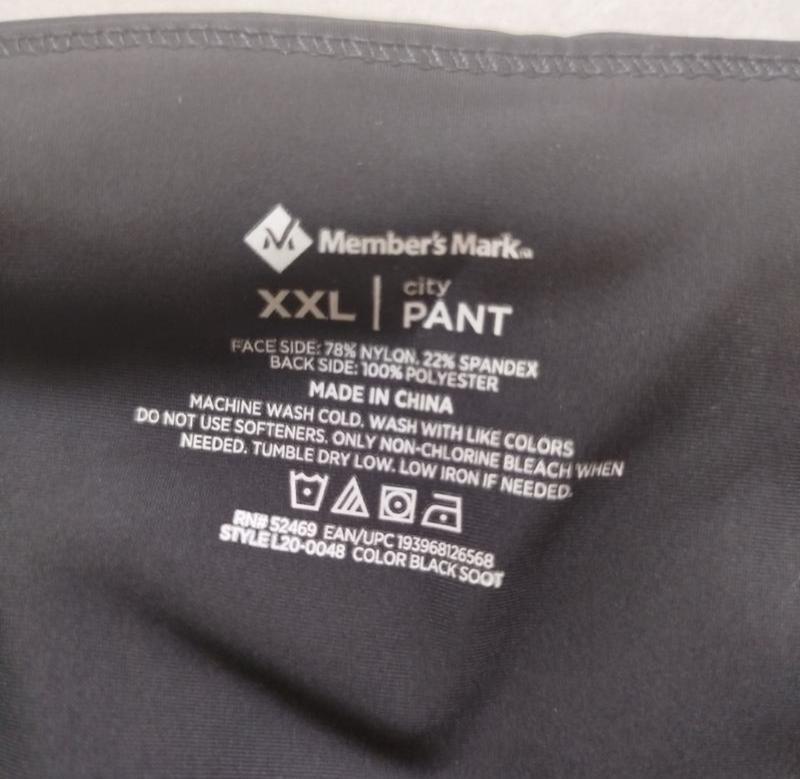 Member's Mark™
XXL | city PANT
FACE SIDE: 78% NYLON, 22% SPANDEX
BACK SIDE: 100% POLYESTER
MADE IN CHINA
MACHINE WASH COLD. WASH WITH LIKE COLORS
DO NOT USE SOFTENERS. ONLY NON-CHLORINE BLEACH WHEN
NEEDED. TUMBLE DRY LOW. LOW IRON IF NEEDED.
RN# 52469 EAN/UPC 193968126568
STYLE L20-0048 COLOR BLACK SOOT